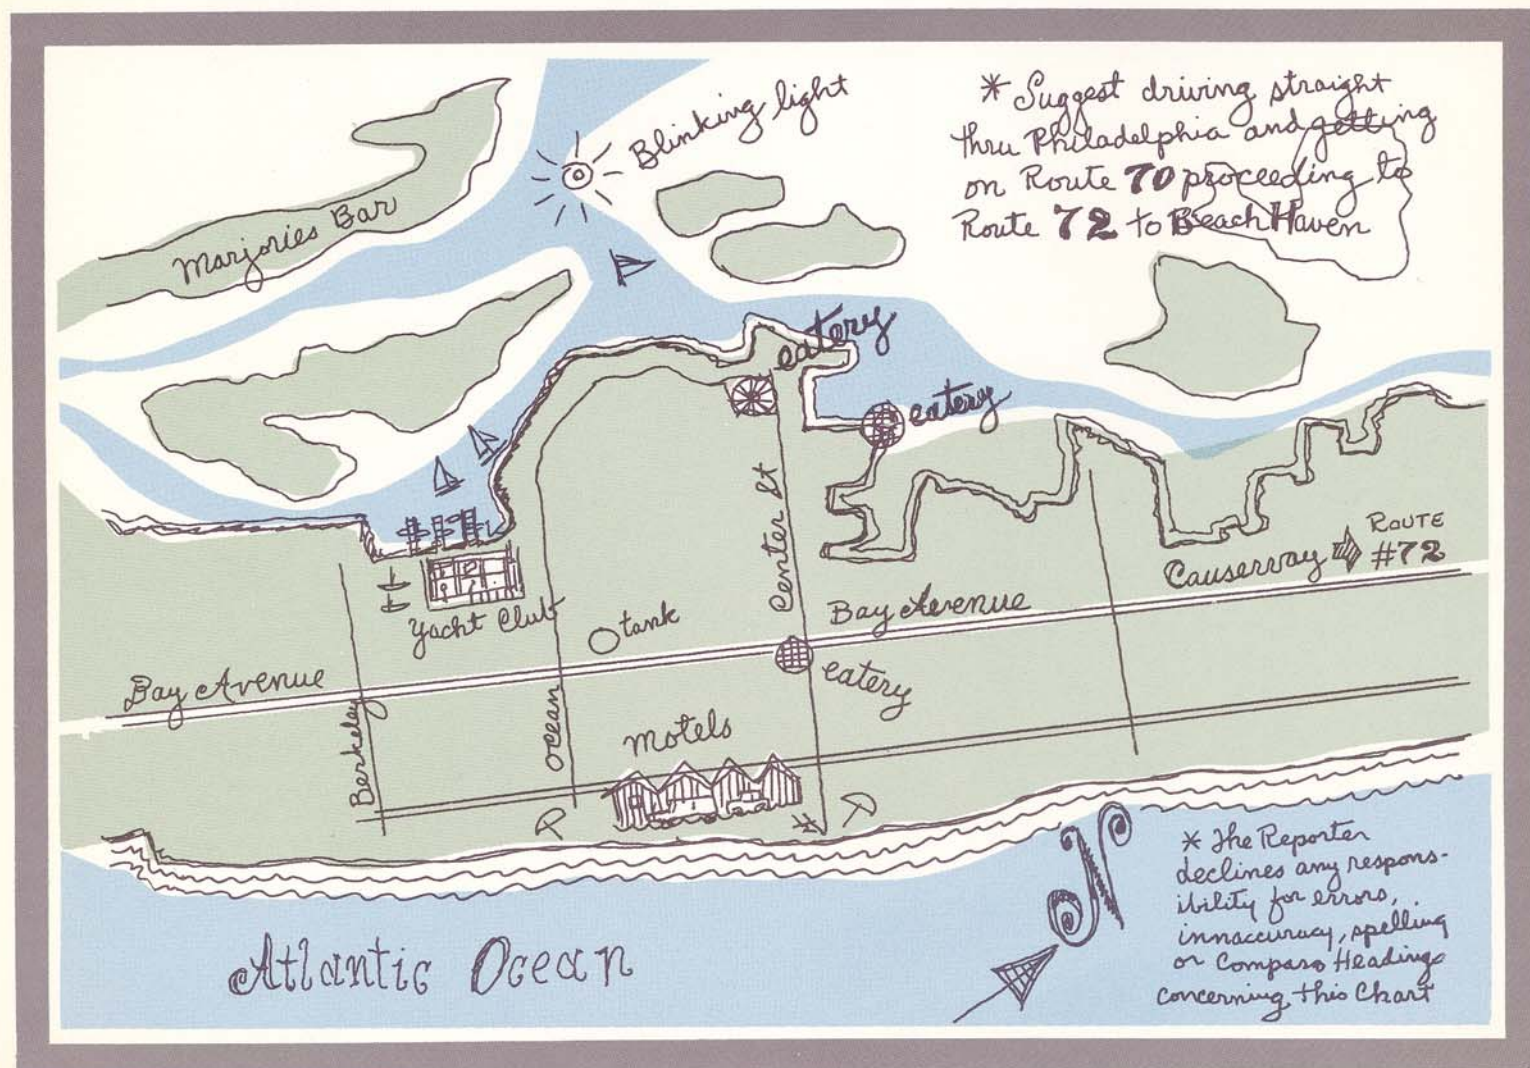 * Suggest driving straight
thru Philadelphia and getting
on Route 70 proceeding to
Route 72 to Beach Haven
Blinking light
Marjories Bar
eatery
eatery
Center St
Route
#72
Causerway
Yacht Club
tank
Bay Avenue
Bay Avenue
eatery
Berkeley
Ocean
Motels
*
N
* The Reporter
declines any respons-
ibility for errors,
innaccuracy, spelling
or Compass Headings
concerning this Chart
Atlantic Ocean